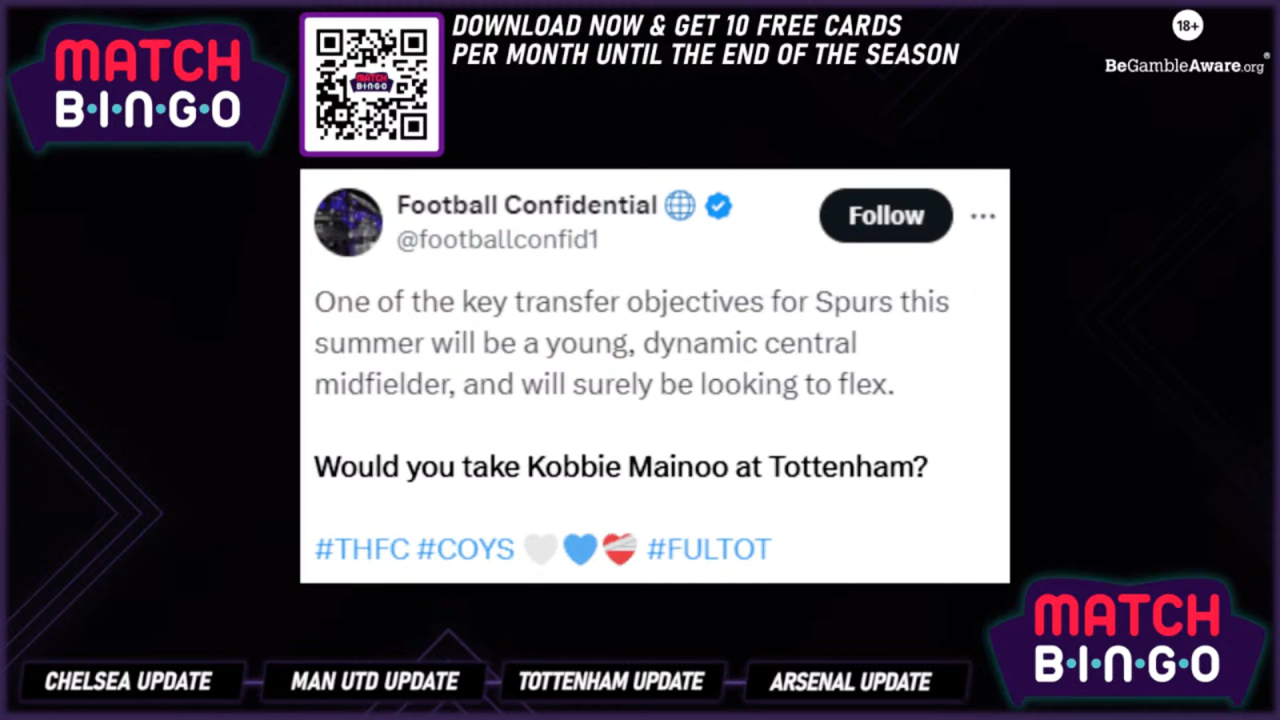 MATCH
B·I·N·G·O
MATCH
BINGO
DOWNLOAD NOW & GET 10 FREE CARDS
PER MONTH UNTIL THE END OF THE SEASON
18+
BeGambleAware.org®
Football Confidential
@footballconfid1
Follow
One of the key transfer objectives for Spurs this
summer will be a young, dynamic central
midfielder, and will surely be looking to flex.
Would you take Kobbie Mainoo at Tottenham?
#THFC #COYS 🤍💙❤️‍🩹 #FULTOT
MATCH
B·I·N·G·O
CHELSEA UPDATE
MAN UTD UPDATE
TOTTENHAM UPDATE
ARSENAL UPDATE